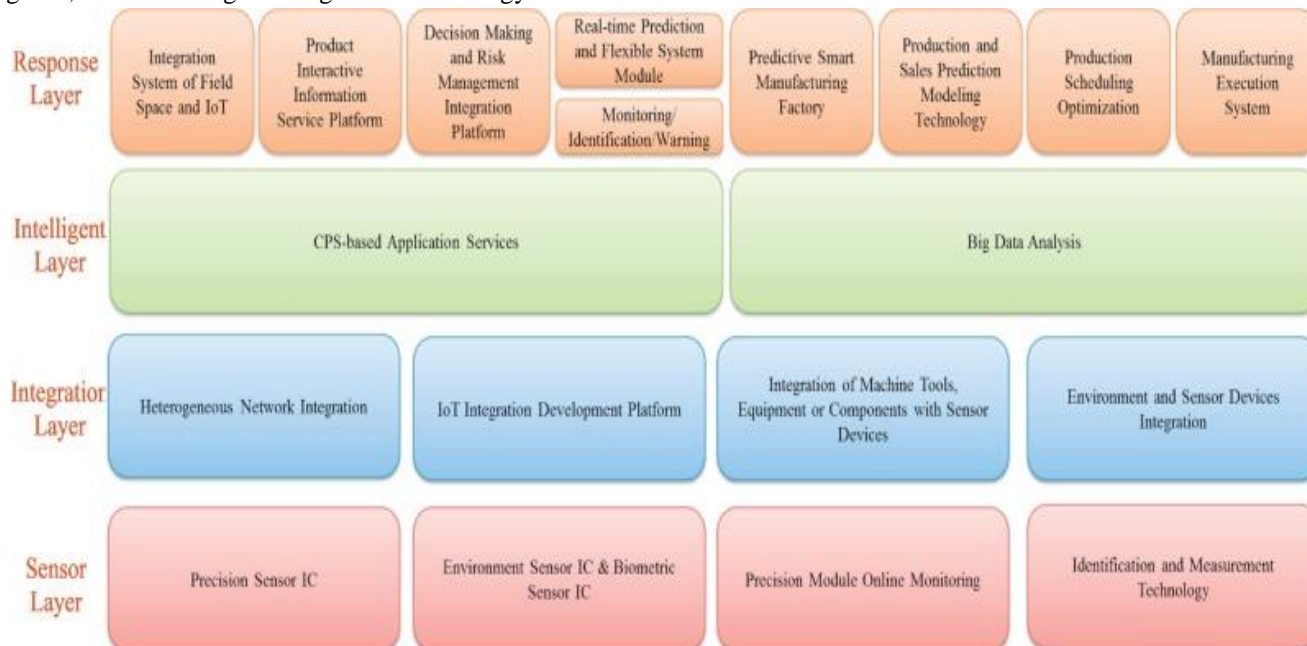 Response
Layer
Integration
System of Field
Space and IoT
Product
Interactive
Information
Service Platform
Decision Making
and Risk
Management
Integration
Platform
Real-time Prediction
and Flexible System
Module
Monitoring/
Identification/Warning
Predictive Smart
Manufacturing
Factory
Production and
Sales Prediction
Modeling
Technology
Production
Scheduling
Optimization
Manufacturing
Execution
System
Intelligent
Layer
CPS-based Application Services
Big Data Analysis
Integratior
Layer
Heterogeneous Network Integration
IoT Integration Development Platform
Integration of Machine Tools,
Equipment or Components with Sensor
Devices
Environment and Sensor Devices
Integration
Sensor
Layer
Precision Sensor IC
Environment Sensor IC & Biometric
Sensor IC
Precision Module Online Monitoring
Identification and Measurement
Technology